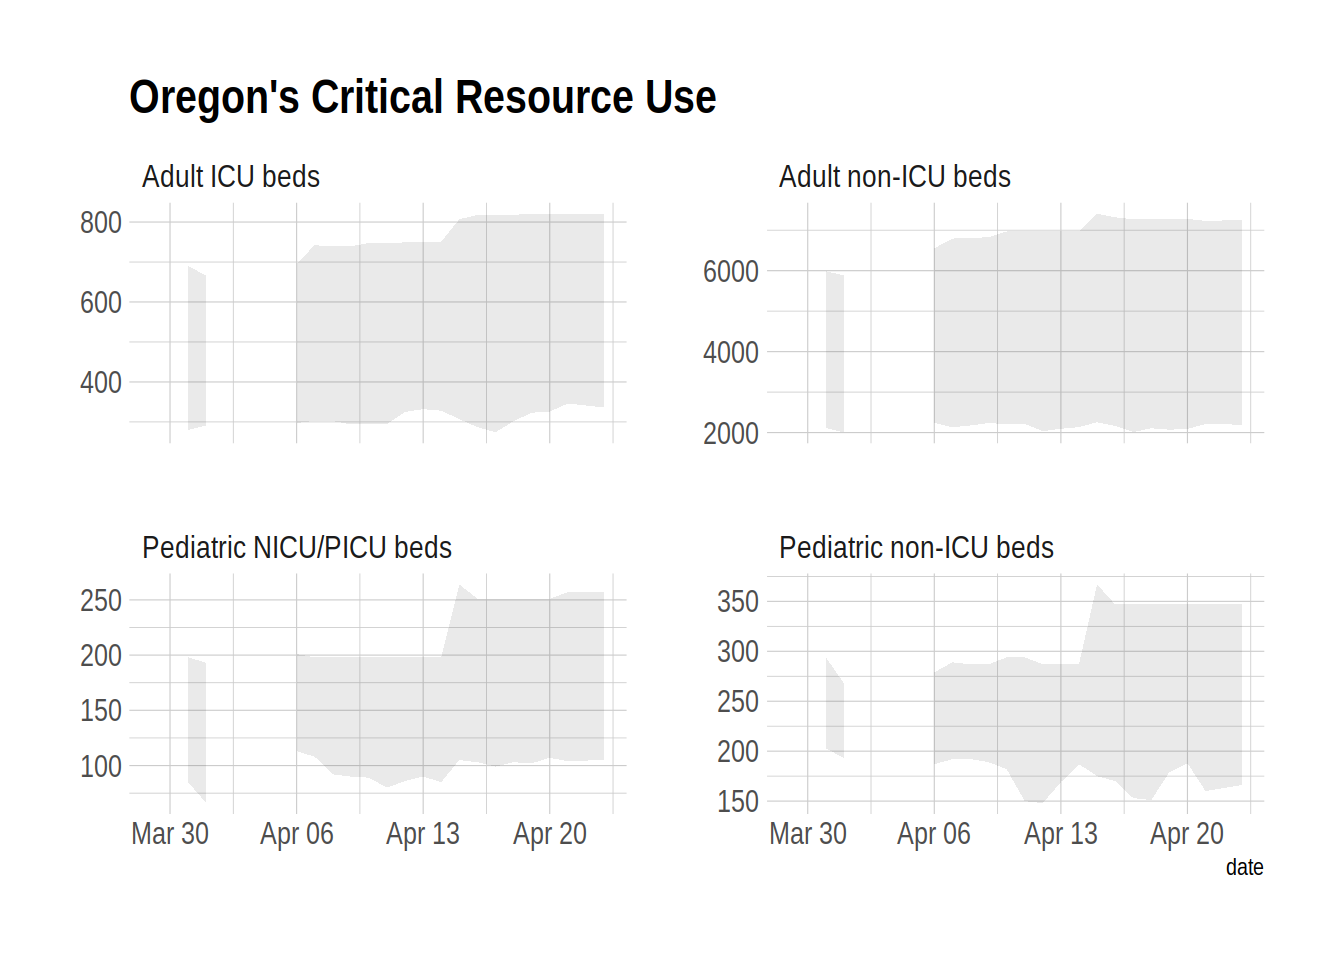 Oregon's Critical Resource Use
Adult ICU beds
Adult non-ICU beds
800
600
400
6000
4000
2000
Pediatric NICU/PICU beds
Pediatric non-ICU beds
250
200
150
100
350
300
250
200
150
Mar 30 Apr 06 Apr 13 Apr 20
Mar 30 Apr 06 Apr 13 Apr 20
date